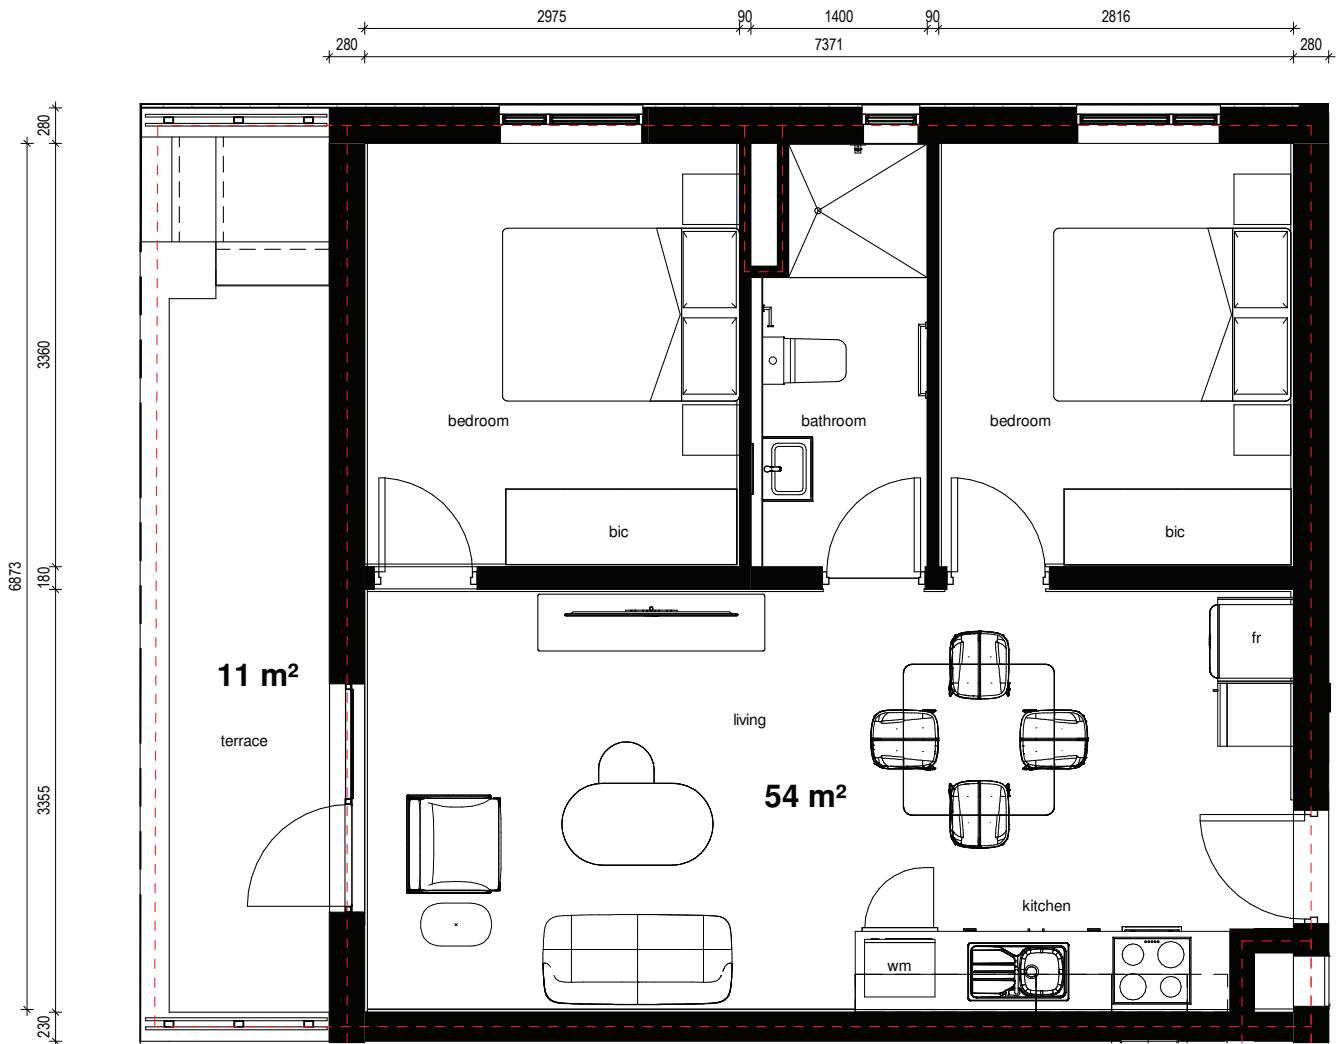 2975
90
1400
90
2816
280
7371
280
280
3360
6873
180
3355
230
bedroom
bathroom
bedroom
bic
bic
fr
11 m²
living
terrace
54 m²
kitchen
wm